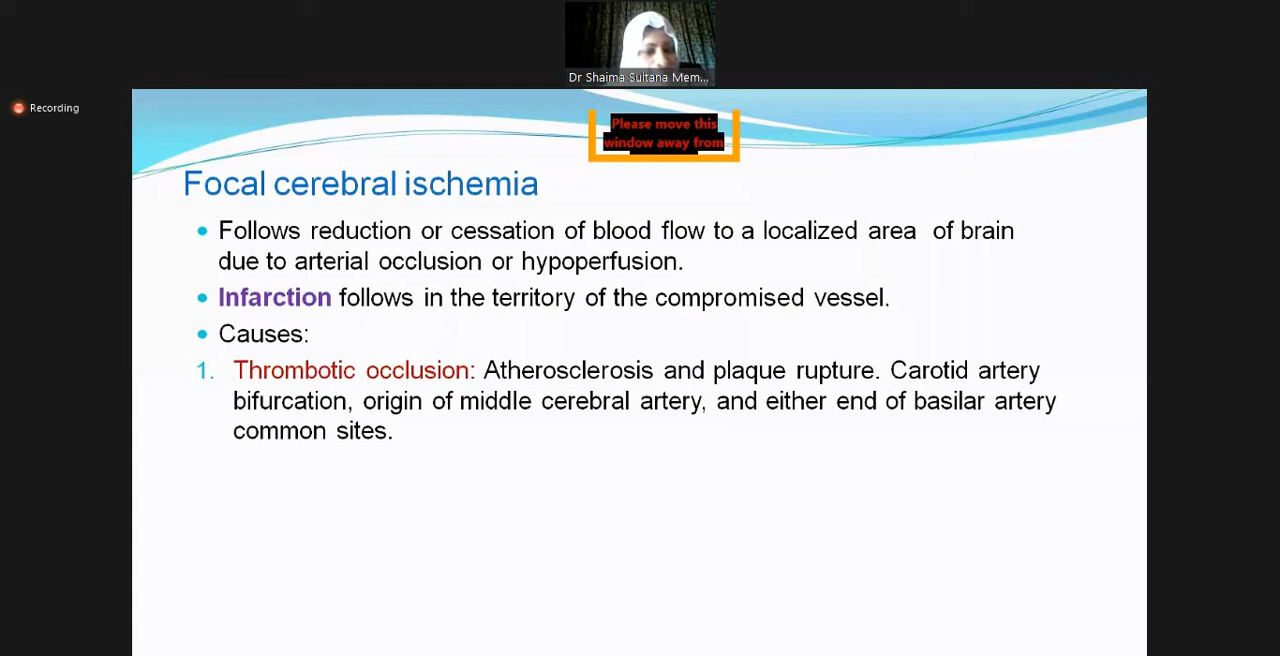 Dr Shaima Sultana Mem...
Recording
Please move this
window away from
Focal cerebral ischemia
• Follows reduction or cessation of blood flow to a localized area of brain
due to arterial occlusion or hypoperfusion.
• Infarction follows in the territory of the compromised vessel.
• Causes:
1. Thrombotic occlusion: Atherosclerosis and plaque rupture. Carotid artery
bifurcation, origin of middle cerebral artery, and either end of basilar artery
common sites.